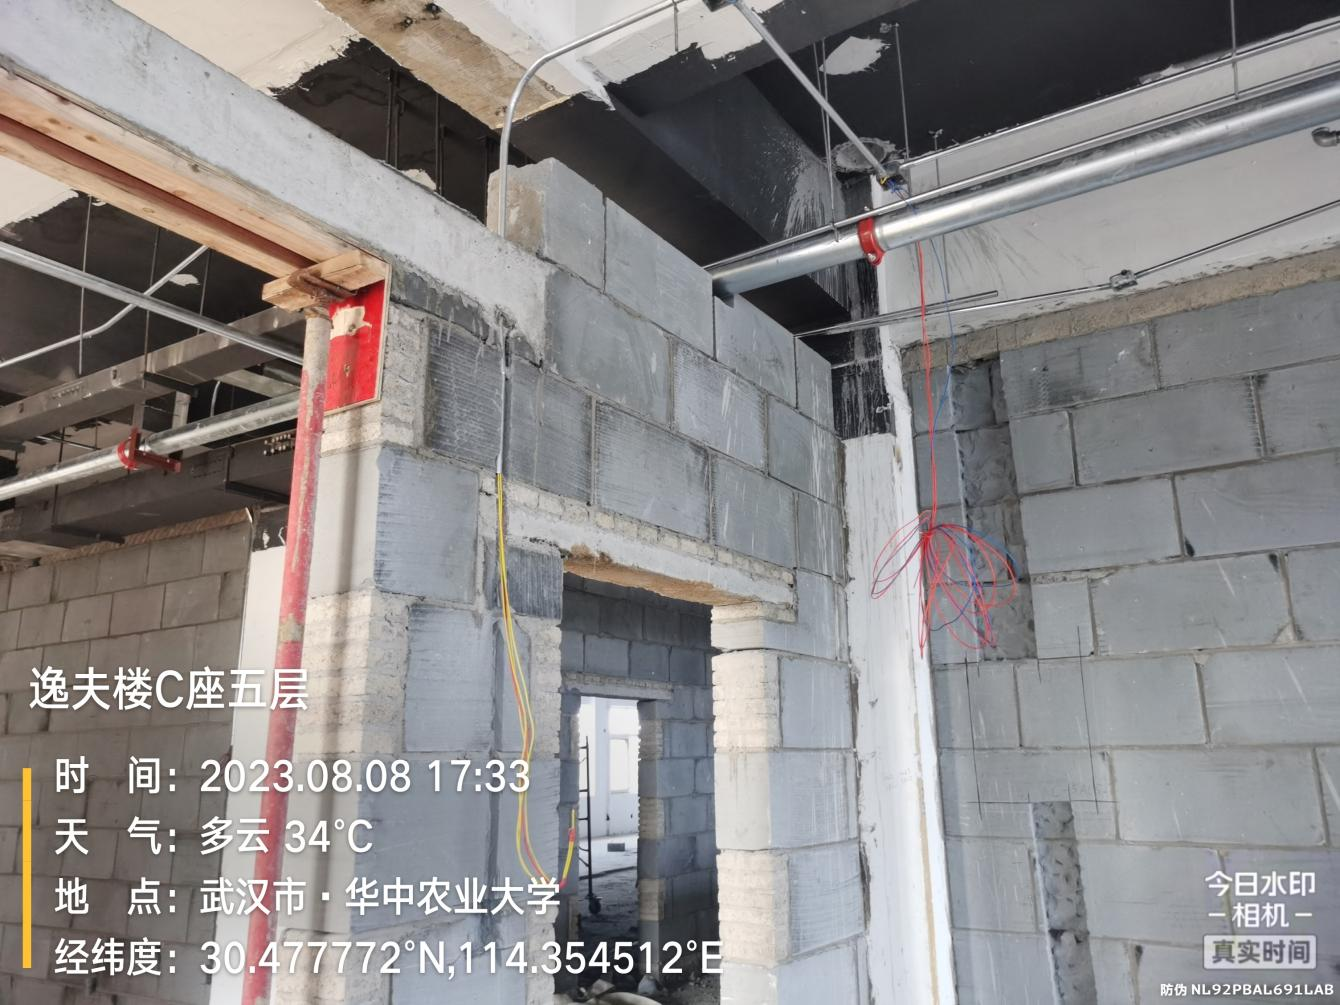 逸夫楼C座五层
时 间：2023.08.08 17:33
天 气：多云 34°C
地 点：武汉市·华中农业大学
经纬度：30.477772°N,114.354512°E
今日水印
-相机-
真实时间
防伪 NL92PBAL691LAB